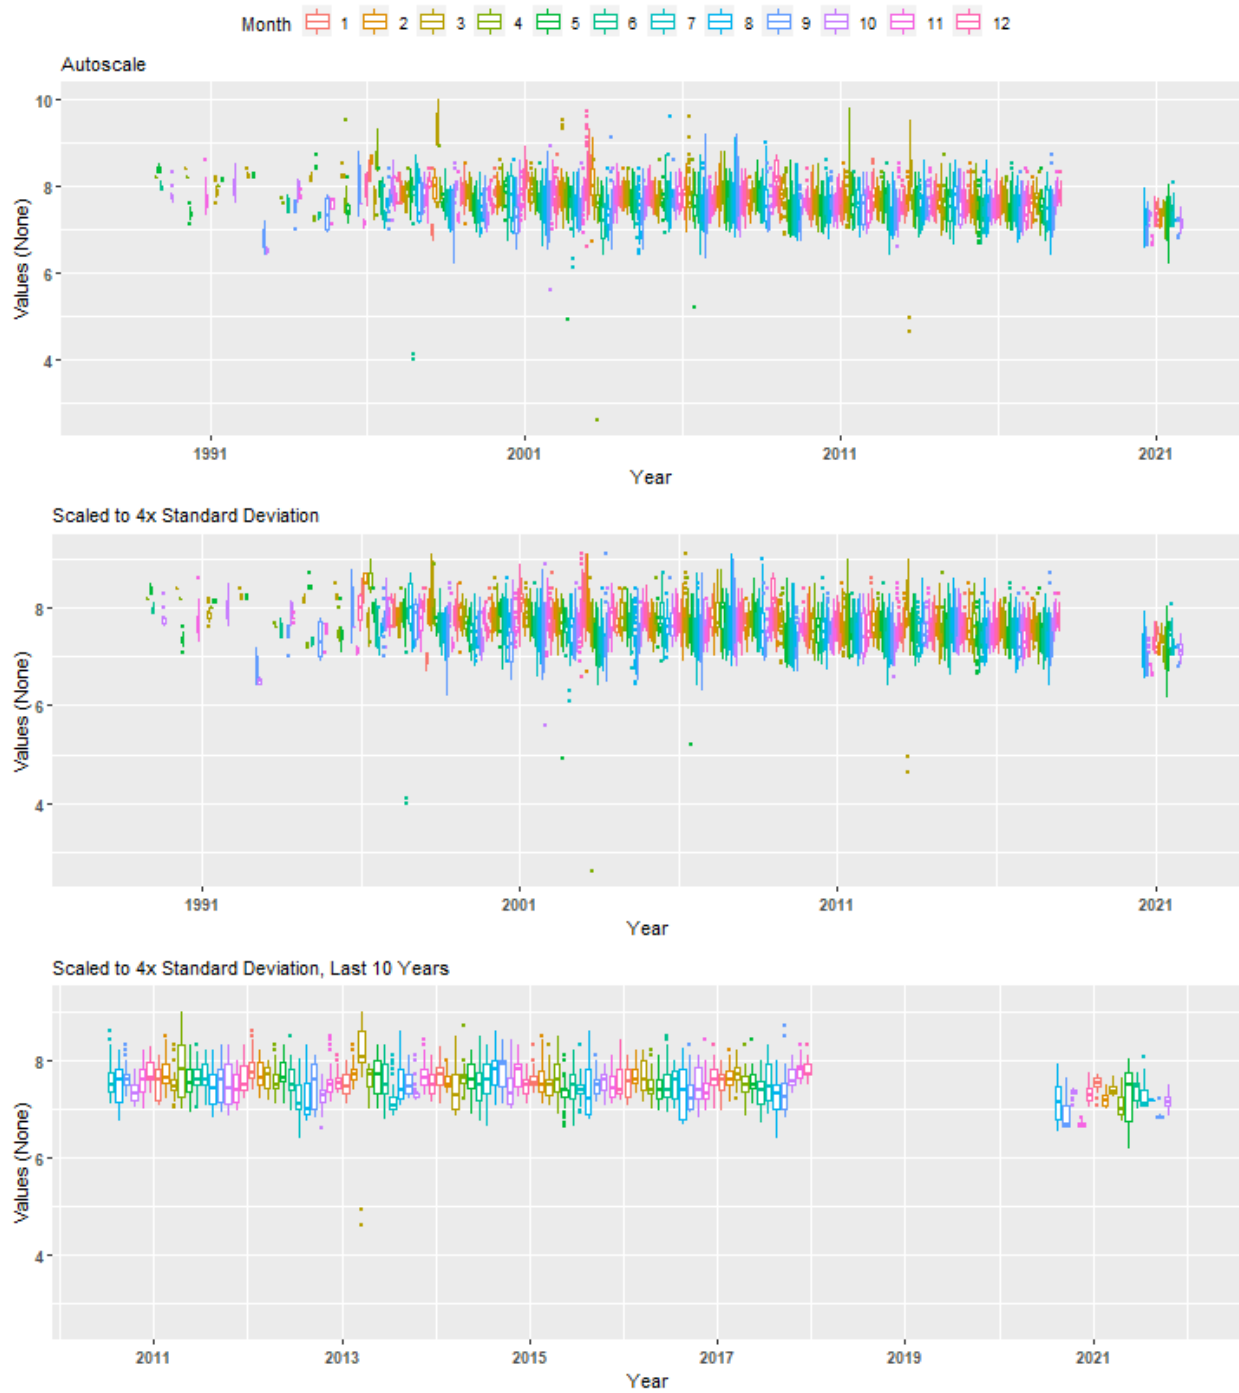 Month 1 2 3 4 5 6 7 8 9 10 11 12
Autoscale
Values (None)
10
8
6
4
1991 2001 2011 2021
Year
Scaled to 4x Standard Deviation
Values (None)
8
6
4
1991 2001 2011 2021
Year
Scaled to 4x Standard Deviation, Last 10 Years
Values (None)
8
6
4
2011 2013 2015 2017 2019 2021
Year